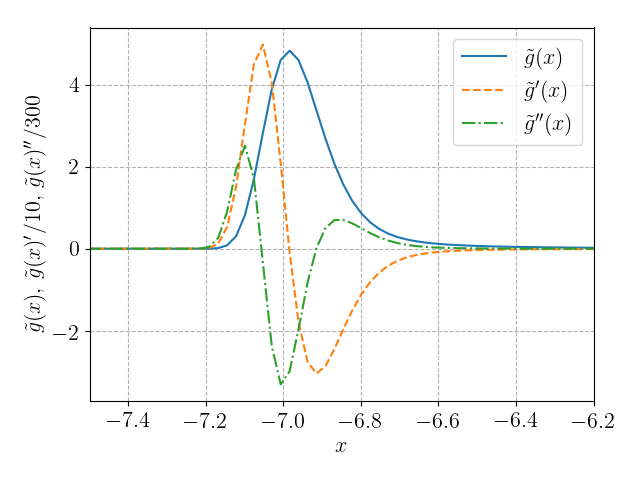 g̃(x)
g̃′(x)
g̃″(x)
g̃(x), g̃(x)′/10, g̃(x)″/300
4
2
0
−2
−7.4 −7.2 −7.0 −6.8 −6.6 −6.4 −6.2
x